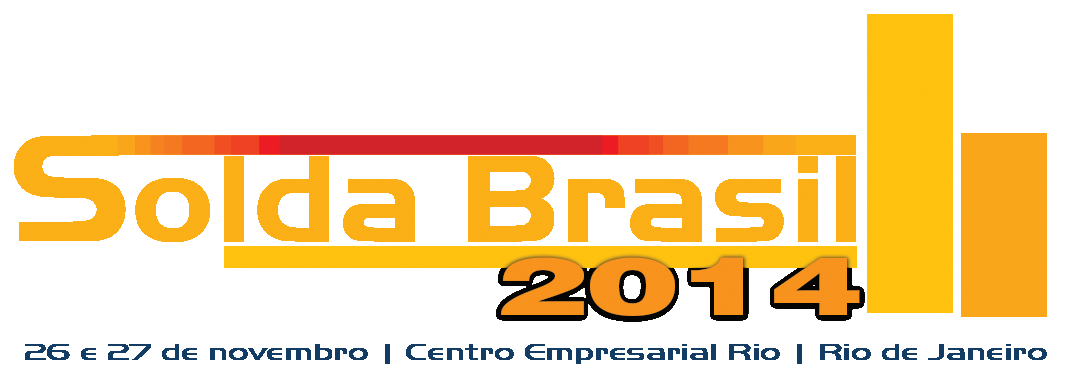 Solda Brasil
2014
26 e 27 de novembro | Centro Empresarial Rio | Rio de Janeiro